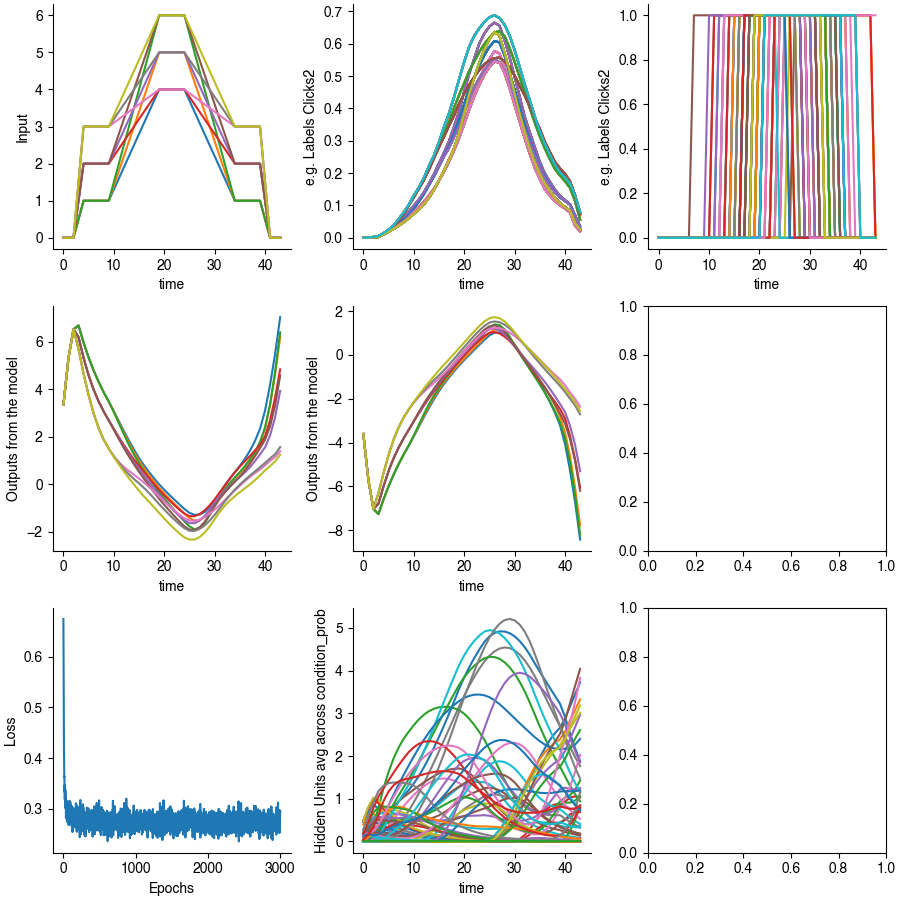 6
5
4
3
2
1
0
Input
0 10 20 30 40
time
0.7
0.6
0.5
0.4
0.3
0.2
0.1
0.0
e.g. Labels Clicks2
0 10 20 30 40
time
1.0
0.8
0.6
0.4
0.2
0.0
e.g. Labels Clicks2
0 20 40
time
6
4
2
0
−2
Outputs from the model
0 10 20 30 40
time
2
0
−2
−4
−6
−8
Outputs from the model
0 10 20 30 40
time
1.0
0.8
0.6
0.4
0.2
0.0
0.0 0.2 0.4 0.6 0.8 1.0
0.6
0.5
0.4
0.3
Loss
0 1000 2000 3000
Epochs
5
4
3
2
1
0
Hidden Units avg across condition_prob
0 10 20 30 40
time
1.0
0.8
0.6
0.4
0.2
0.0
0.0 0.2 0.4 0.6 0.8 1.0